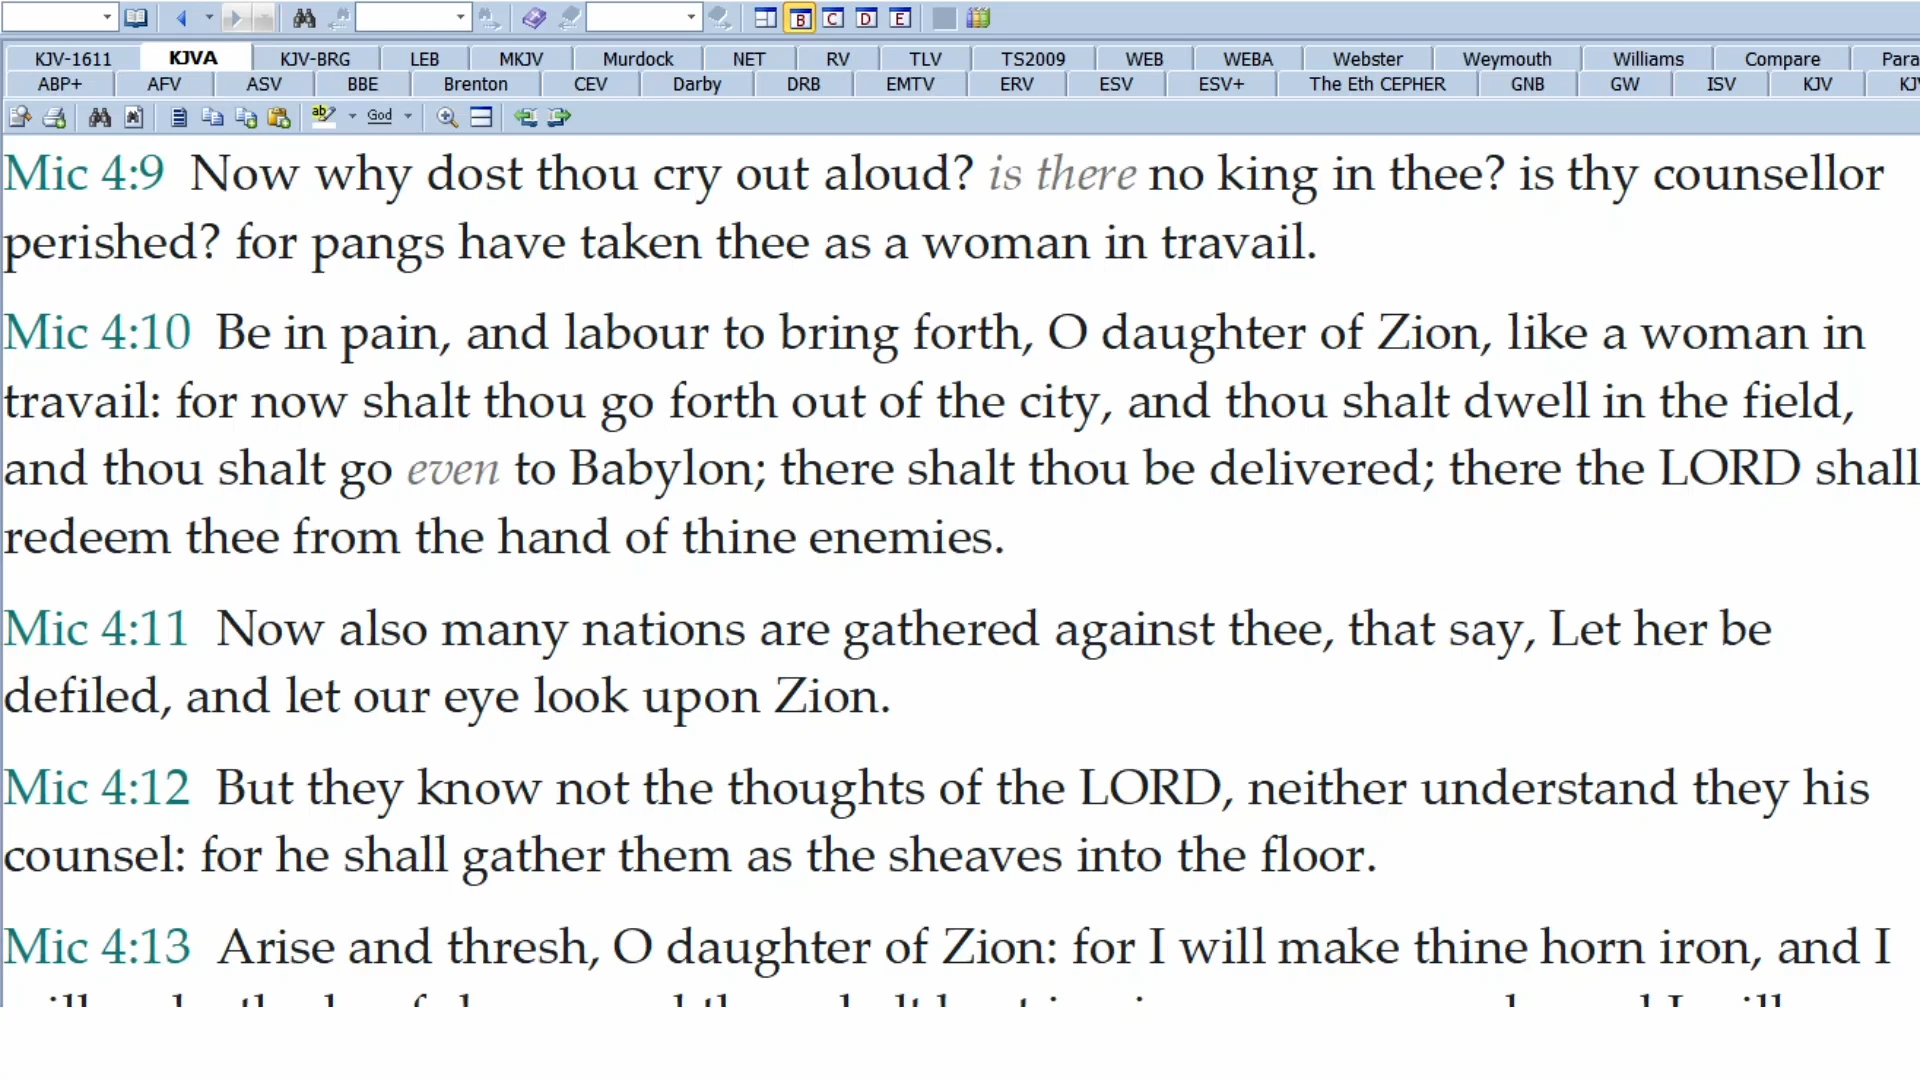 B C D E
KJV-1611 KJVA KJV-BRG LEB MKJV Murdock NET RV TLV TS2009 WEB WEBA Webster Weymouth Williams Compare Para
ABP+ AFV ASV BBE Brenton CEV Darby DRB EMTV ERV ESV ESV+ The Eth CEPHER GNB GW ISV KJV KJ
ab God
Mic 4:9 Now why dost thou cry out aloud? is there no king in thee? is thy counsellor
perished? for pangs have taken thee as a woman in travail.
Mic 4:10 Be in pain, and labour to bring forth, O daughter of Zion, like a woman in
travail: for now shalt thou go forth out of the city, and thou shalt dwell in the field,
and thou shalt go even to Babylon; there shalt thou be delivered; there the LORD shall
redeem thee from the hand of thine enemies.
Mic 4:11 Now also many nations are gathered against thee, that say, Let her be
defiled, and let our eye look upon Zion.
Mic 4:12 But they know not the thoughts of the LORD, neither understand they his
counsel: for he shall gather them as the sheaves into the floor.
Mic 4:13 Arise and thresh, O daughter of Zion: for I will make thine horn iron, and I